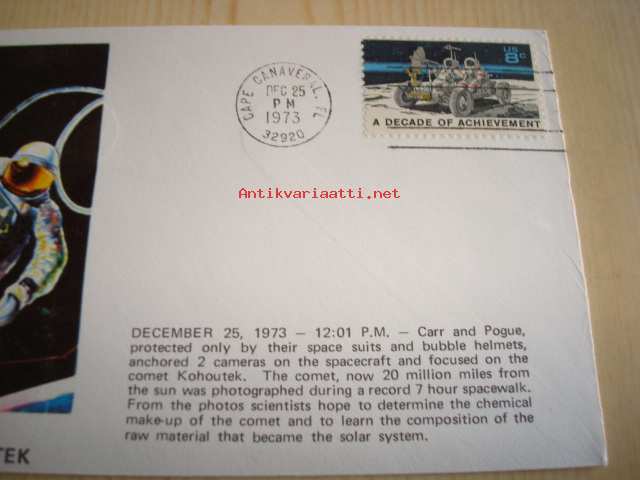 CAPE CANAVERAL, FL
DEC 25
P M
1973
32920
US
8c
A DECADE OF ACHIEVEMENT
Antikvariaatti.net
DECEMBER 25, 1973 — 12:01 P.M. — Carr and Pogue,
protected only by their space suits and bubble helmets,
anchored 2 cameras on the spacecraft and focused on the
comet Kohoutek. The comet, now 20 million miles from
the sun was photographed during a record 7 hour spacewalk.
From the photos scientists hope to determine the chemical
make-up of the comet and to learn the composition of the
raw material that became the solar system.
TEK